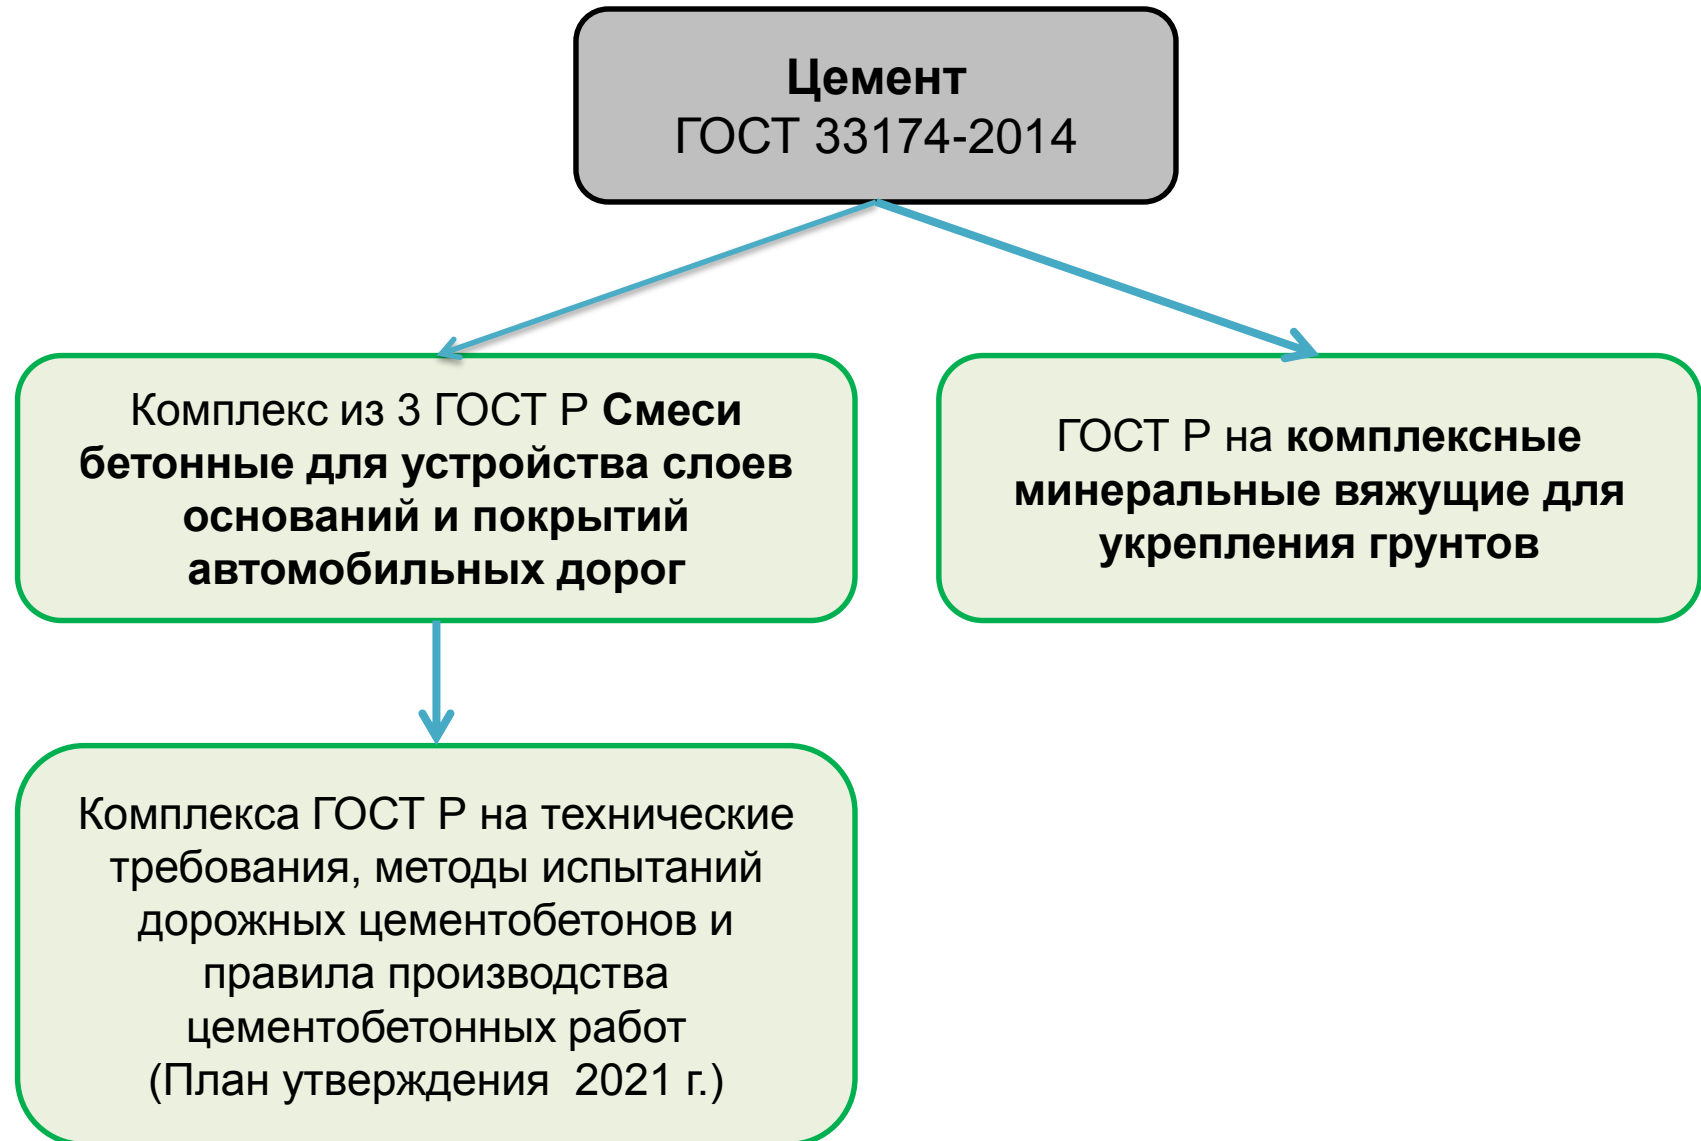 Цемент
ГОСТ 33174-2014
Комплекс из 3 ГОСТ Р Смеси
бетонные для устройства слоев
оснований и покрытий
автомобильных дорог
ГОСТ Р на комплексные
минеральные вяжущие для
укрепления грунтов
Комплекса ГОСТ Р на технические
требования, методы испытаний
дорожных цементобетонов и
правила производства
цементобетонных работ
(План утверждения  2021 г.)